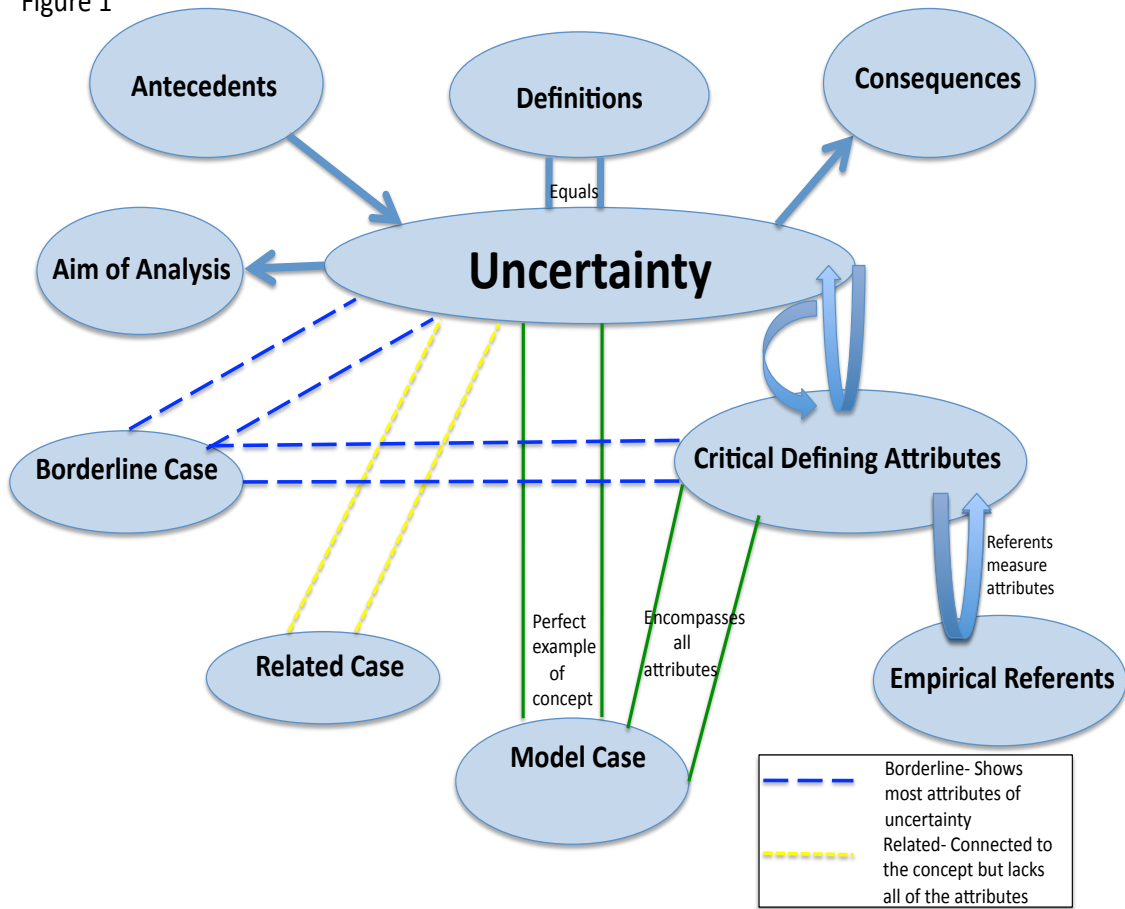 Figure 1
Antecedents
Definitions
Consequences
Equals
Aim of Analysis
Uncertainty
Borderline Case
Critical Defining Attributes
Referents
measure
attributes
Related Case
Perfect
example
of
concept
Encompasses
all
attributes
Empirical Referents
Model Case
Borderline- Shows
most attributes of
uncertainty
Related- Connected to
the concept but lacks
all of the attributes